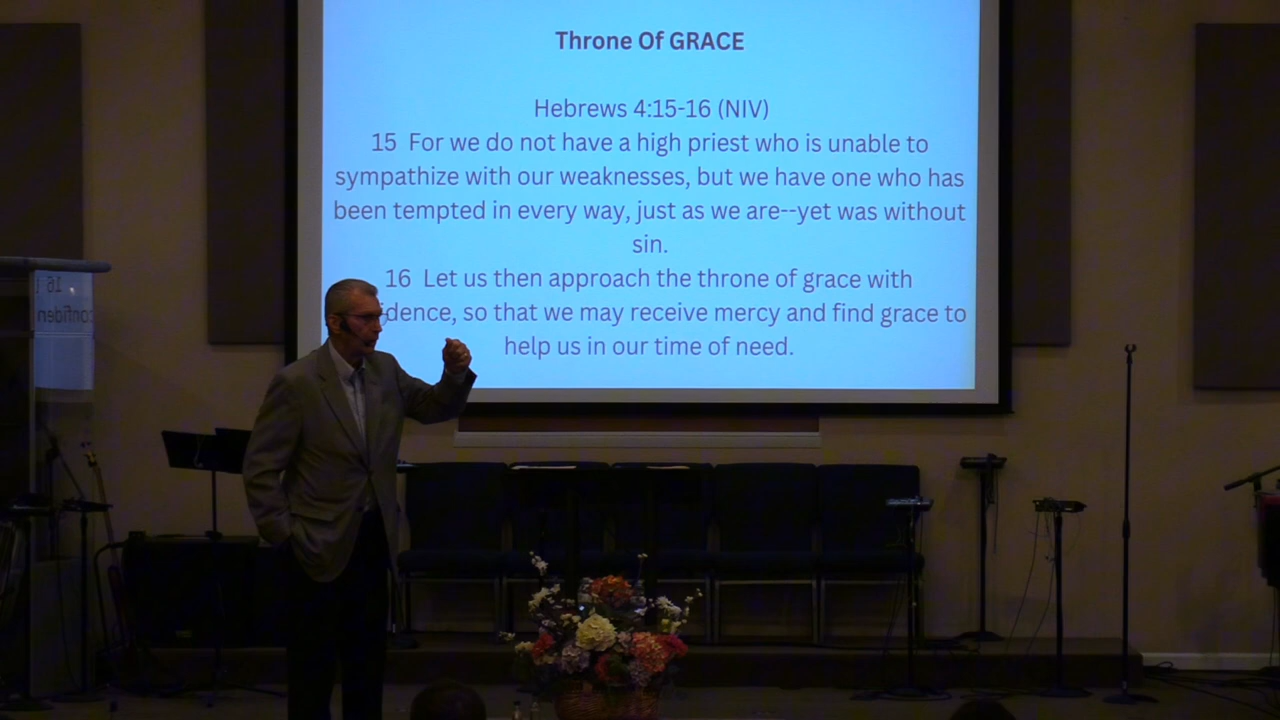 Throne Of GRACE
Hebrews 4:15-16 (NIV)
15 For we do not have a high priest who is unable to
sympathize with our weaknesses, but we have one who has
been tempted in every way, just as we are--yet was without
sin.
16 Let us then approach the throne of grace with
dence, so that we may receive mercy and find grace to
help us in our time of need.
16
confiden